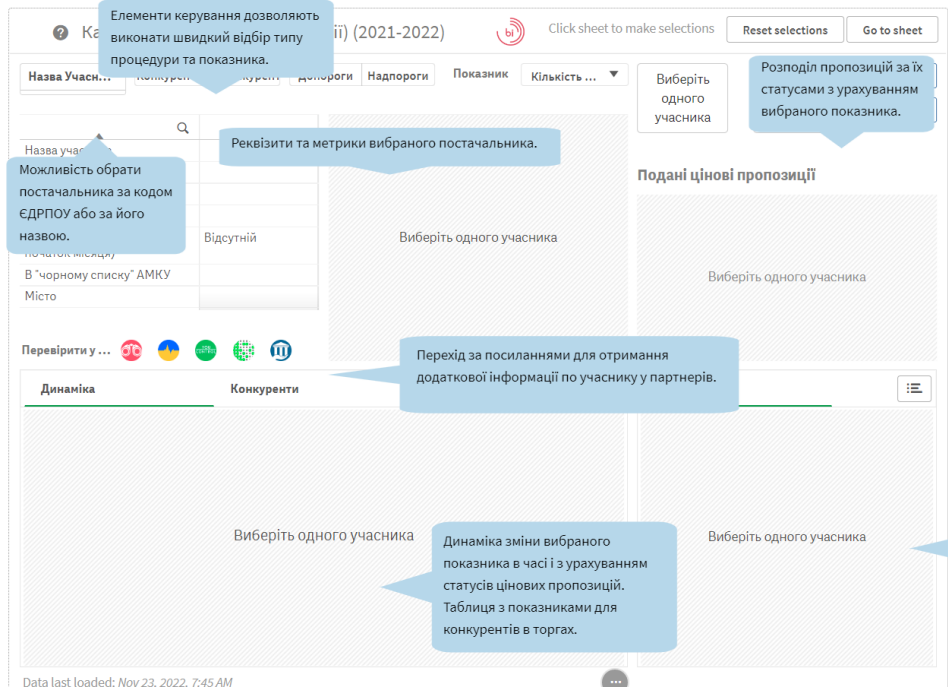 Елементи керування дозволяють
виконати швидкий відбір типу
процедури та показника.
? Ка
ії) (2021-2022)
bi
Click sheet to make selections
Reset selections
Go to sheet
Назва Учасн...
Допороги
Надпороги
Показник
Кількість ...
Виберіть
одного
учасника
Розподіл пропозицій за їх
статусами з урахуванням
вибраного показника.
Реквізити та метрики вибраного постачальника.
Можливість обрати
постачальника за кодом
ЄДРПОУ або за його
назвою.
Відсутній
В "чорному списку" АМКУ
Місто
Виберіть одного учасника
Подані цінові пропозиції
Виберіть одного учасника
Перевірити у ...
Перехід за посиланнями для отримання
додаткової інформації по учаснику у партнерів.
Динаміка
Конкуренти
Виберіть одного учасника
Динаміка зміни вибраного
показника в часі і з урахуванням
статусів цінових пропозицій.
Таблиця з показниками для
конкурентів в торгах.
Виберіть одного учасника
Data last loaded: Nov 23, 2022, 7:45 AM